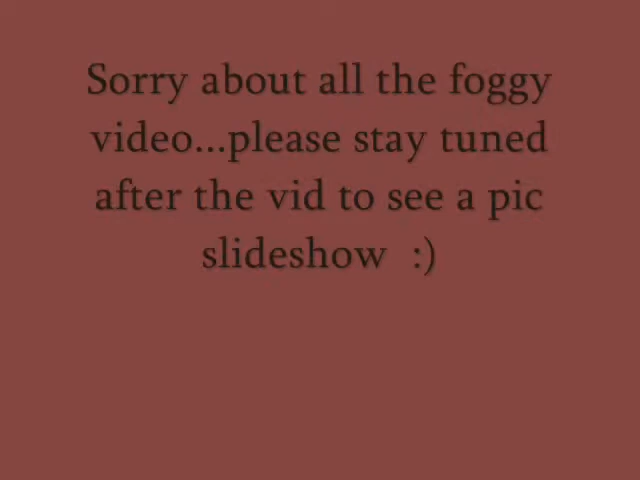 Sorry about all the foggy
video...please stay tuned
after the vid to see a pic
slideshow  :)